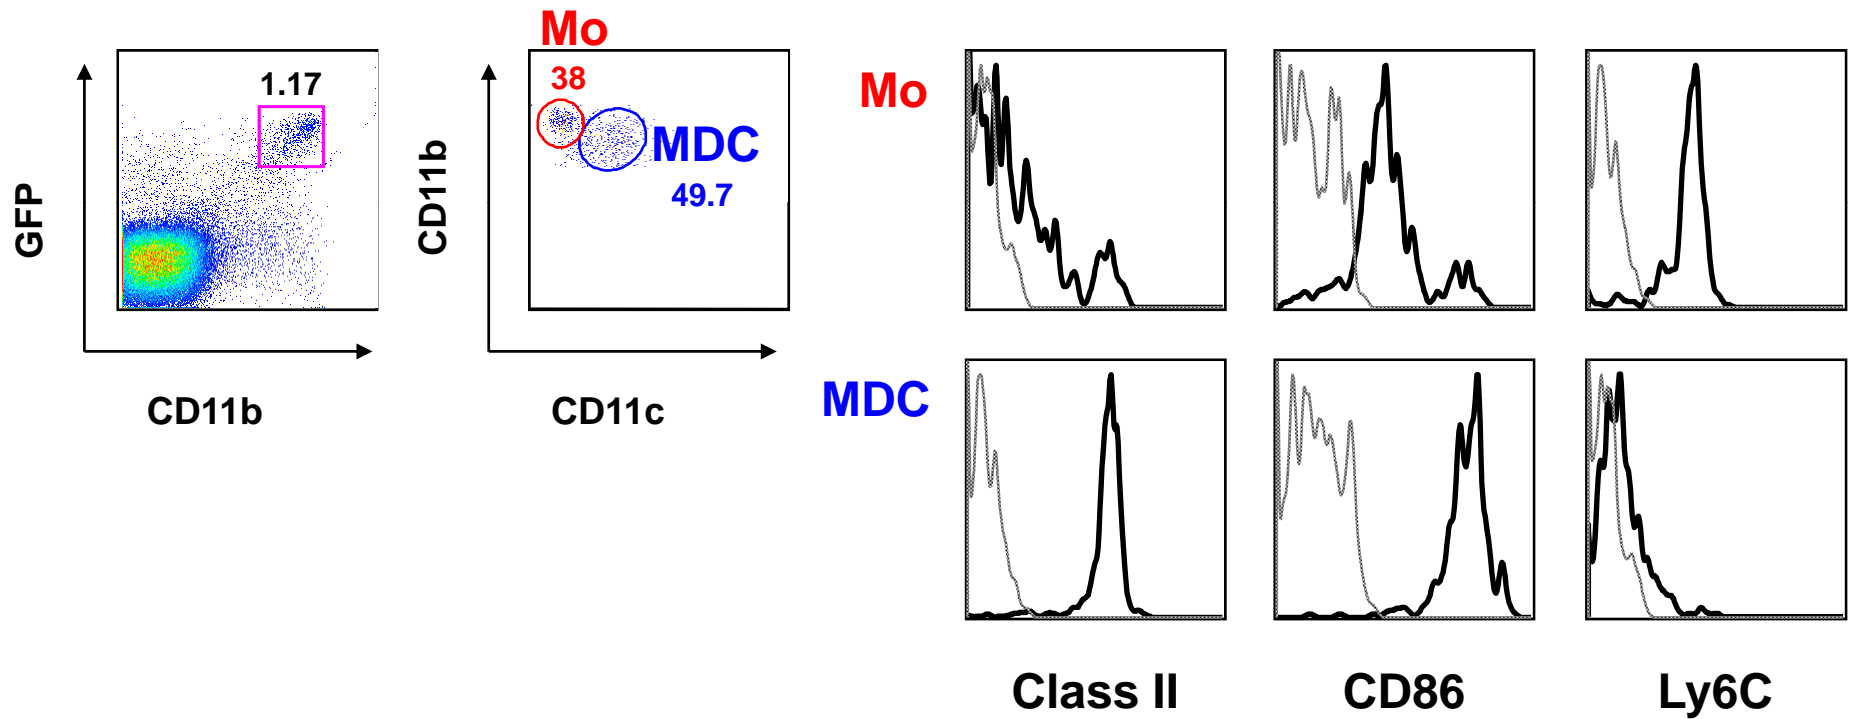 Mo
1.17
38
MDC
49.7
GFP
CD11b
CD11b
CD11c
Mo
MDC
Class II
CD86
Ly6C